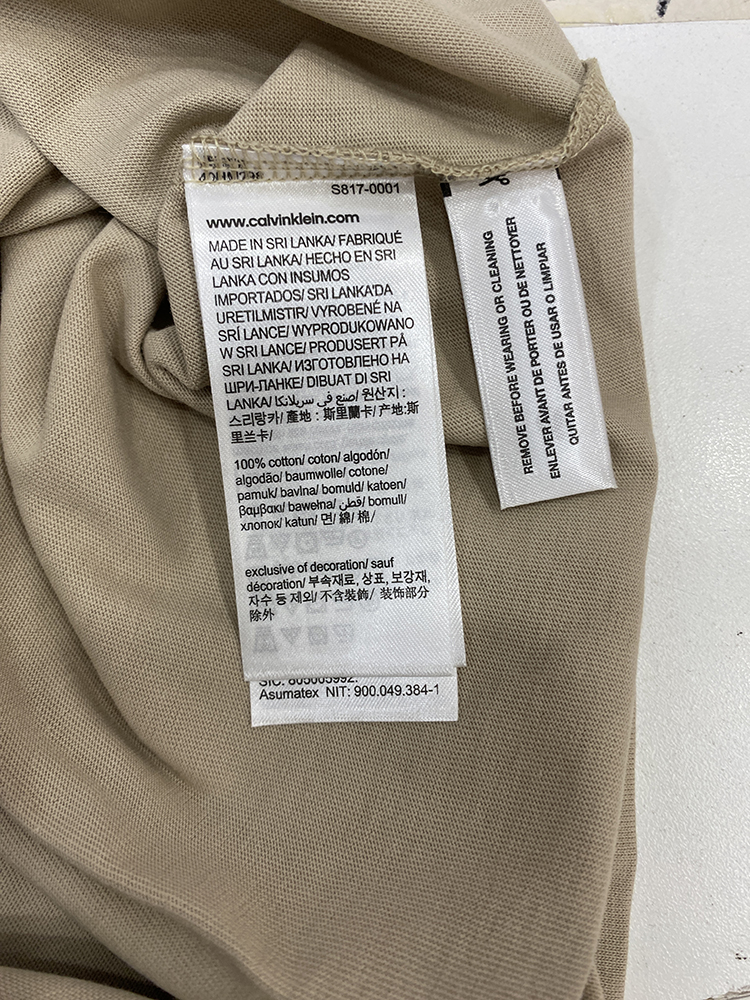 S817-0001
www.calvinklein.com
MADE IN SRI LANKA/ FABRIQUÉ
AU SRI LANKA/ HECHO EN SRI
LANKA CON INSUMOS
IMPORTADOS/ SRI LANKA'DA
URETILMISTIR/ VYROBENÉ NA
SRÍ LANCE/ WYPRODUKOWANO
W SRI LANCE/ PRODUSERT PÅ
SRI LANKA/ ИЗГОТОВЛЕНО НА
ШРИ-ЛАНКЕ/ DIBUAT DI SRI
LANKA/ صنع في سريلانكا/ 원산지 :
스리랑카/ 產地 : 斯里蘭卡/ 产地:斯
里兰卡/
100% cotton/ coton/ algodón/
algodão/ baumwolle/ cotone/
pamuk/ bavlna/ bomuld/ katoen/
βαμβακι/ bawełna/ قطن/ bomull/
хлопок/ katun/ 면/ 綿/ 棉/
exclusive of decoration/ sauf
décoration/ 부속재료, 상표, 보강재,
자수 등 제외/ 不含裝飾/ 装饰部分
除外
SIC: 805005992.
Asumatex NIT: 900.049.384-1
REMOVE BEFORE WEARING OR CLEANING
ENLEVER AVANT DE PORTER OU DE NETTOYER
QUITAR ANTES DE USAR O LIMPIAR